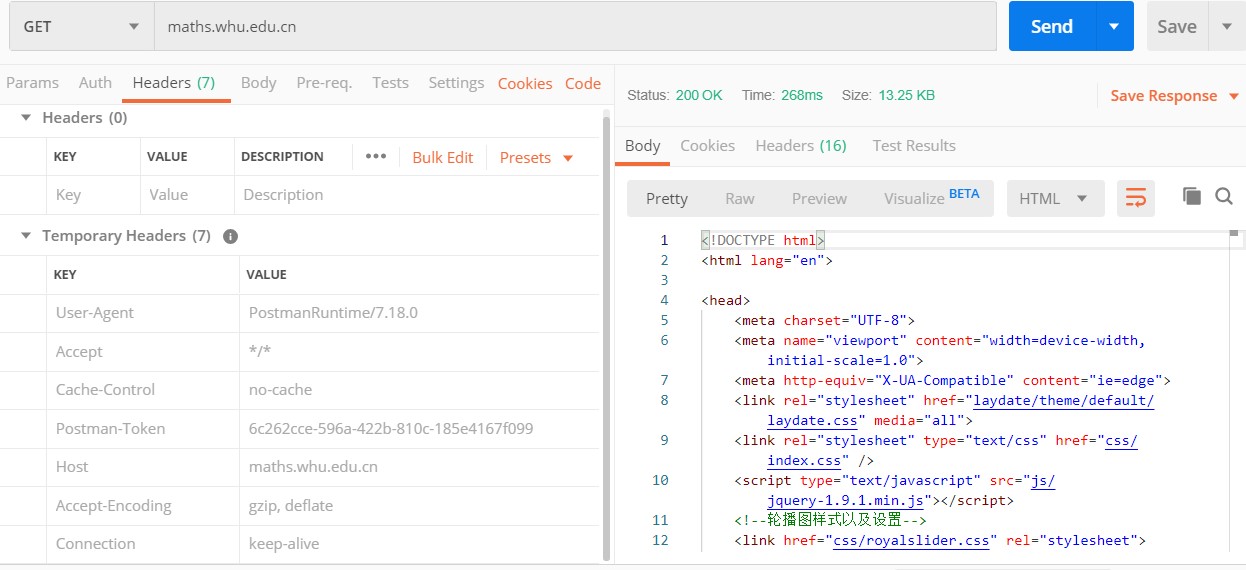 GET maths.whu.edu.cn Send Save
Params Auth Headers (7) Body Pre-req. Tests Settings Cookies Code
Headers (0)
KEY VALUE DESCRIPTION ••• Bulk Edit Presets
Key Value Description
Temporary Headers (7) i
KEY VALUE
User-Agent PostmanRuntime/7.18.0
Accept */*
Cache-Control no-cache
Postman-Token 6c262cce-596a-422b-810c-185e4167f099
Host maths.whu.edu.cn
Accept-Encoding gzip, deflate
Connection keep-alive
Status: 200 OK Time: 268ms Size: 13.25 KB Save Response
Body Cookies Headers (16) Test Results
Pretty Raw Preview Visualize BETA HTML
1 <!DOCTYPE html>
2 <html lang="en">
3
4 <head>
5 <meta charset="UTF-8">
6 <meta name="viewport" content="width=device-width,
initial-scale=1.0">
7 <meta http-equiv="X-UA-Compatible" content="ie=edge">
8 <link rel="stylesheet" href="laydate/theme/default/
laydate.css" media="all">
9 <link rel="stylesheet" type="text/css" href="css/
index.css" />
10 <script type="text/javascript" src="js/
jquery-1.9.1.min.js"></script>
11 <!--轮播图样式以及设置-->
12 <link href="css/royalslider.css" rel="stylesheet">